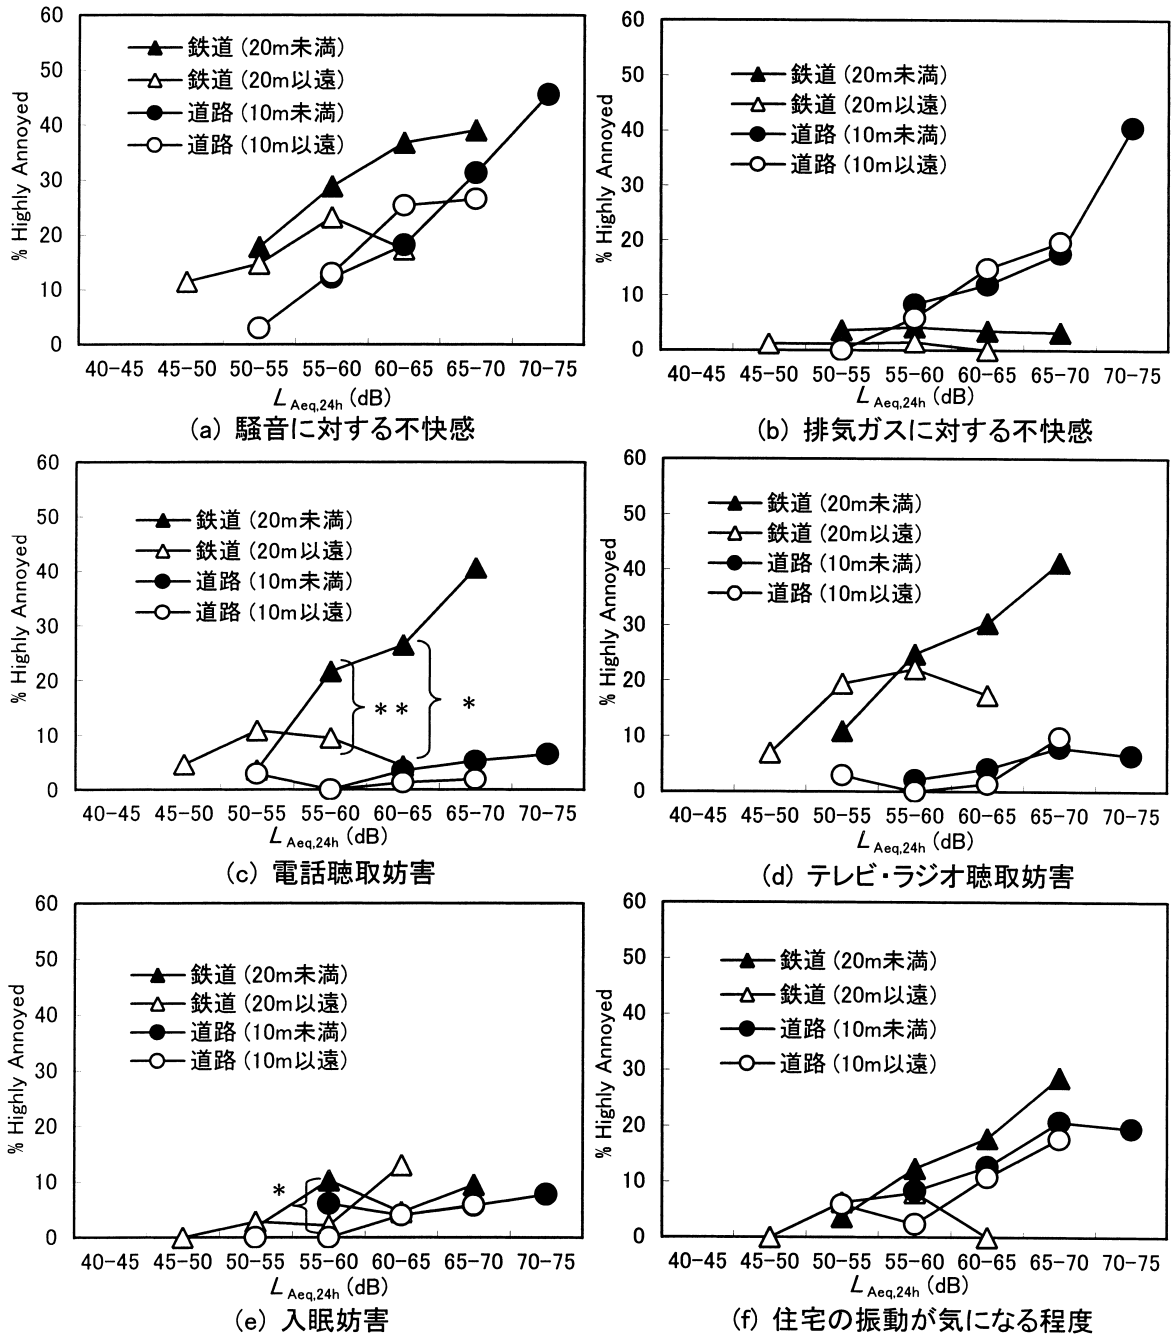 60
50
40
30
20
10
0
% Highly Annoyed
鉄道 (20m未満)
鉄道 (20m以遠)
道路 (10m未満)
道路 (10m以遠)
40-45 45-50 50-55 55-60 60-65 65-70 70-75
L Aeq,24h (dB)
(a) 騒音に対する不快感
60
50
40
30
20
10
0
% Highly Annoyed
鉄道 (20m未満)
鉄道 (20m以遠)
道路 (10m未満)
道路 (10m以遠)
40-45 45-50 50-55 55-60 60-65 65-70 70-75
L Aeq,24h (dB)
(b) 排気ガスに対する不快感
60
50
40
30
20
10
0
% Highly Annoyed
鉄道 (20m未満)
鉄道 (20m以遠)
道路 (10m未満)
道路 (10m以遠)
**
*
40-45 45-50 50-55 55-60 60-65 65-70 70-75
L Aeq,24h (dB)
(c) 電話聴取妨害
60
50
40
30
20
10
0
% Highly Annoyed
鉄道 (20m未満)
鉄道 (20m以遠)
道路 (10m未満)
道路 (10m以遠)
40-45 45-50 50-55 55-60 60-65 65-70 70-75
L Aeq,24h (dB)
(d) テレビ・ラジオ聴取妨害
60
50
40
30
20
10
0
% Highly Annoyed
鉄道 (20m未満)
鉄道 (20m以遠)
道路 (10m未満)
道路 (10m以遠)
*
40-45 45-50 50-55 55-60 60-65 65-70 70-75
L Aeq,24h (dB)
(e) 入眠妨害
60
50
40
30
20
10
0
% Highly Annoyed
鉄道 (20m未満)
鉄道 (20m以遠)
道路 (10m未満)
道路 (10m以遠)
40-45 45-50 50-55 55-60 60-65 65-70 70-75
L Aeq,24h (dB)
(f) 住宅の振動が気になる程度